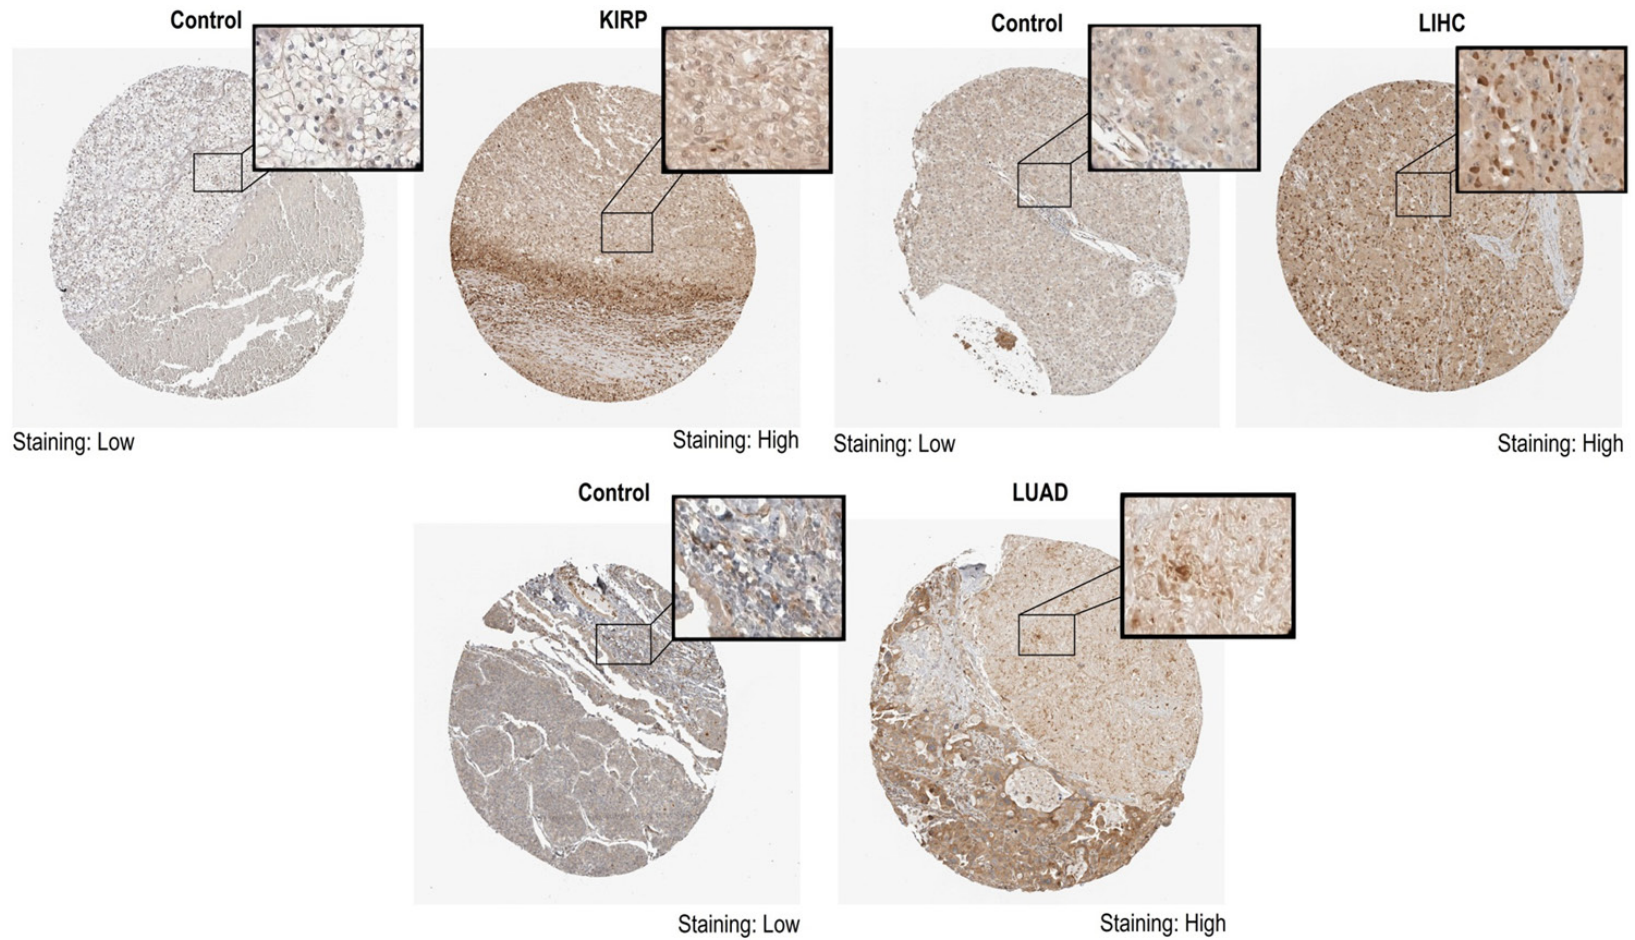 Control
KIRP
Control
LIHC
Staining: Low
Staining: High
Staining: Low
Staining: High
Control
LUAD
Staining: Low
Staining: High